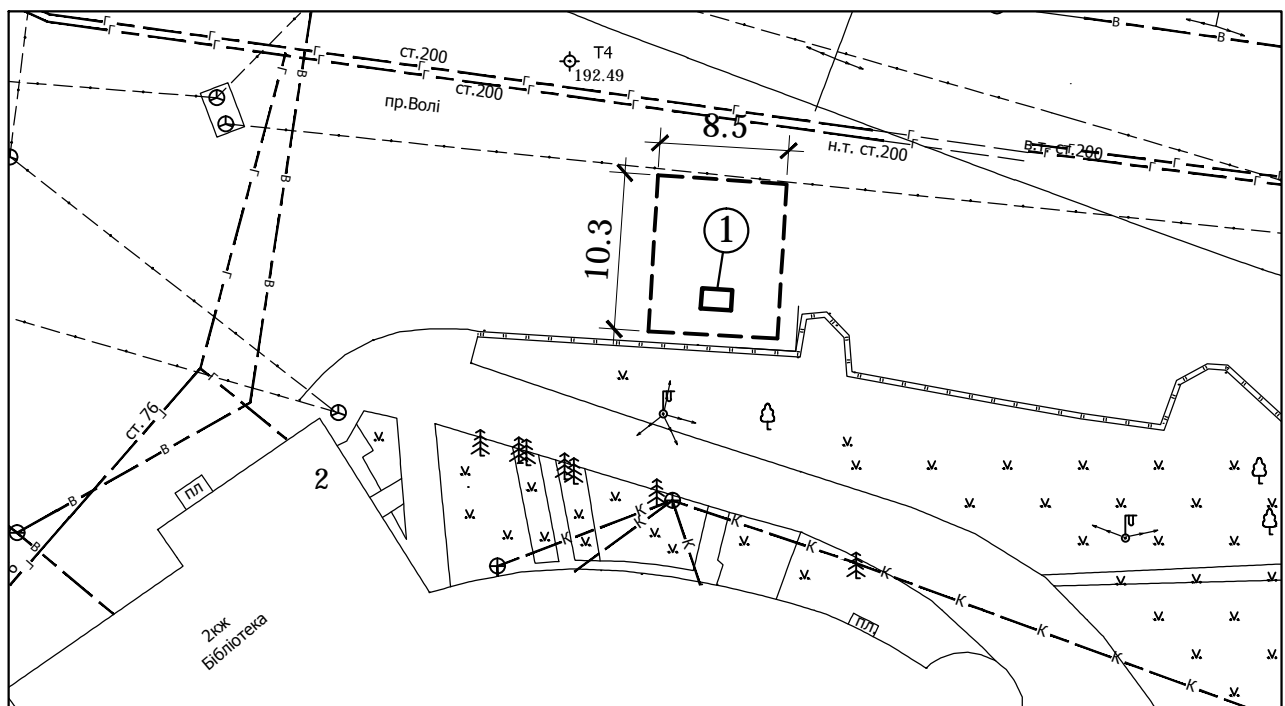 ст.200
Т4
192.49
ст.200
пр.Волі
8.5
н.т. ст.200
в.т. ст.200
10.3
1
ст. 76
2
пл
пл.
2кж
Бібліотека
Г Г Г Г Г Г Г Г Г Г
В В В В В В В В
К К К К К К К К К